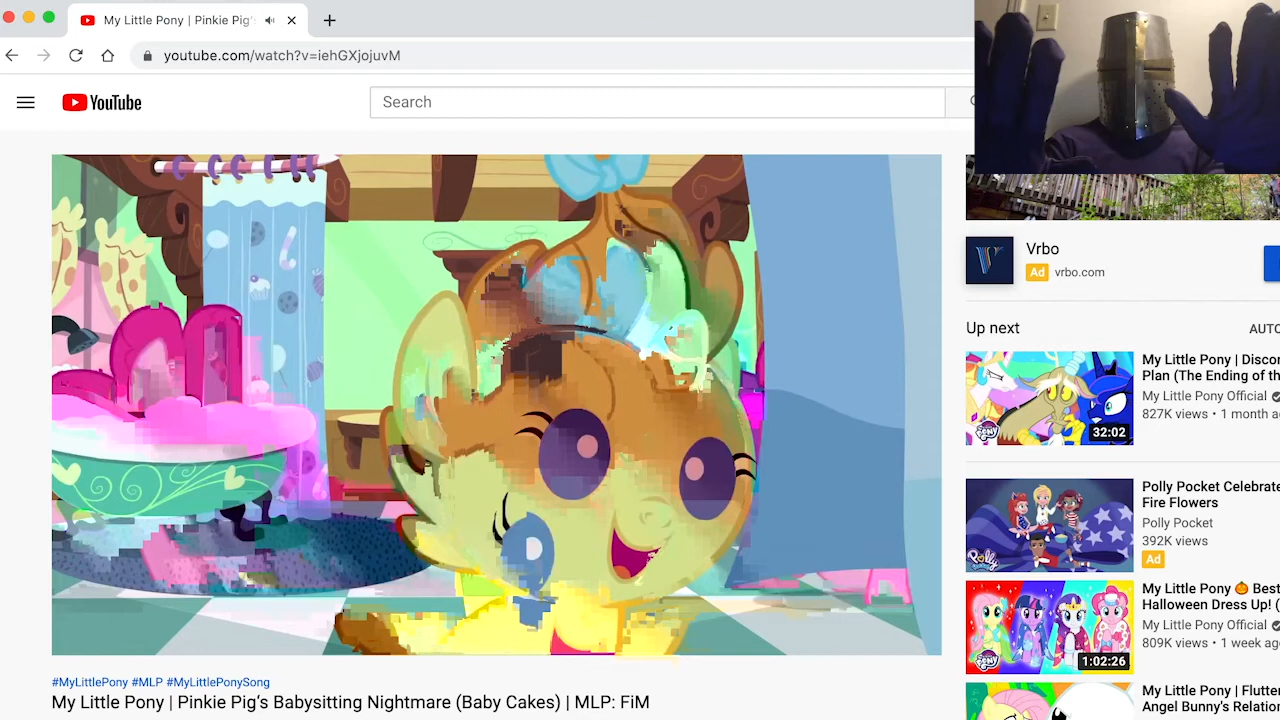 My Little Pony | Pinkie Pig's
youtube.com/watch?v=iehGXjojuvM
YouTube
Search
Vrbo
Ad vrbo.com
Up next
AUTO
My Little Pony | Discor
Plan (The Ending of th
My Little Pony Official
827K views • 1 month a
32:02
Polly Pocket Celebrate
Fire Flowers
Polly Pocket
392K views
Ad
My Little Pony 🎃 Best
Halloween Dress Up! (
My Little Pony Official
809K views • 1 week ag
1:02:26
My Little Pony | Flutter
Angel Bunny's Relation
#MyLittlePony #MLP #MyLittlePonySong
My Little Pony | Pinkie Pig's Babysitting Nightmare (Baby Cakes) | MLP: FiM